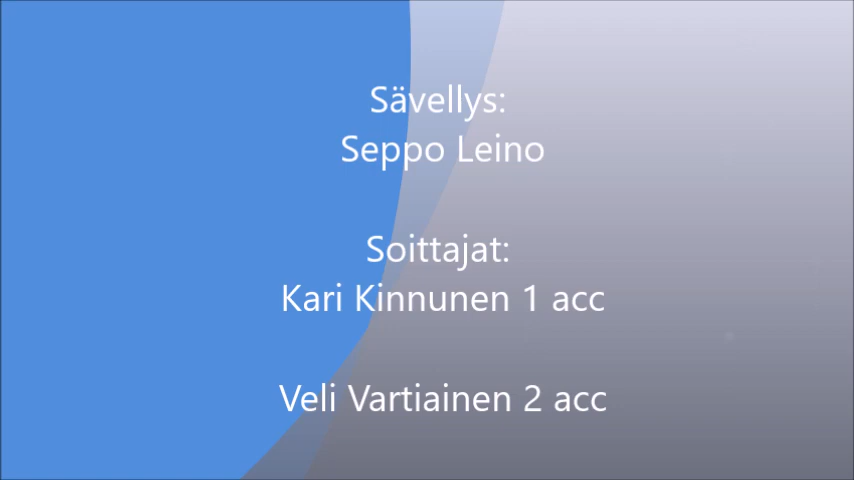 Sävellys:
Seppo Leino
Soittajat:
Kari Kinnunen 1 acc
Veli Vartiainen 2 acc